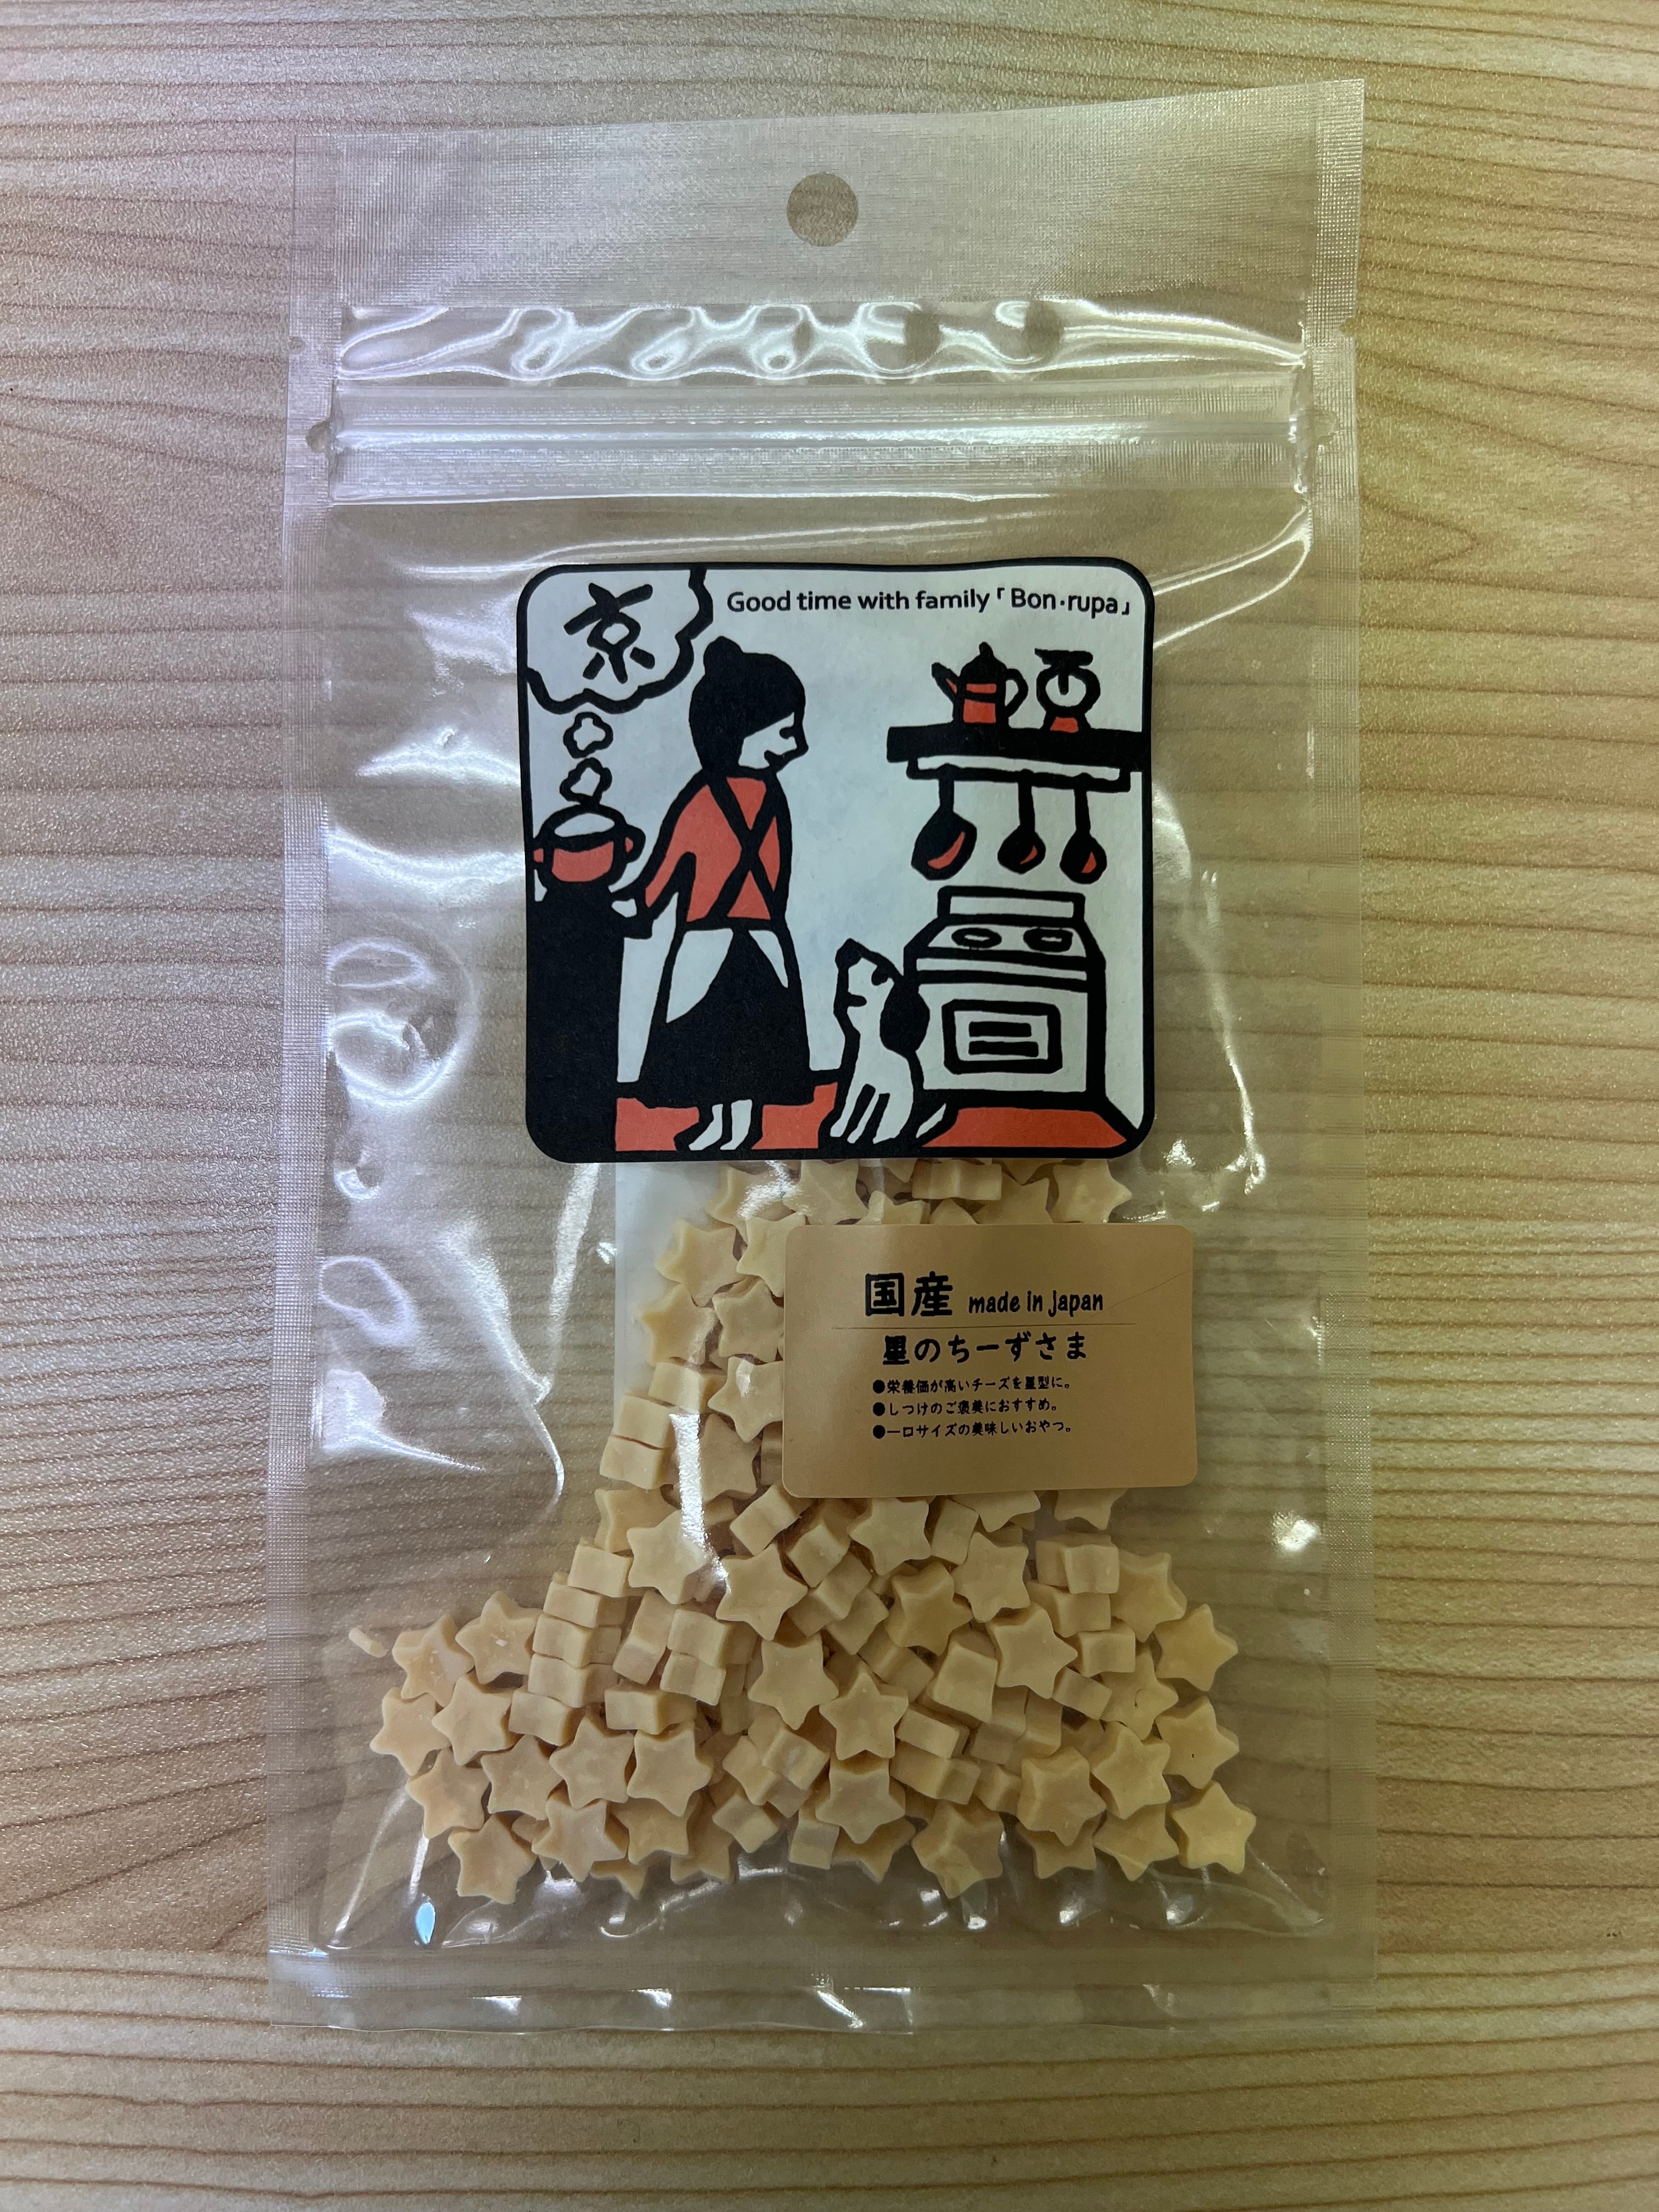 京
Good time with family「Bon・rupa」
国産 made in japan
星のちーずさま
●栄養価が高いチーズを星型に。
●しつけのご褒美におすすめ。
●一口サイズの美味しいおやつ。